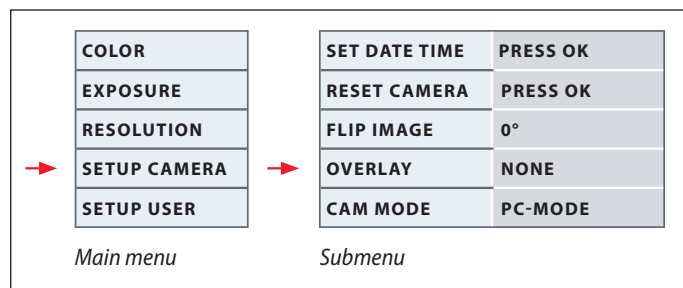 COLOR
EXPOSURE
RESOLUTION
SETUP CAMERA
SETUP USER
Main menu
SET DATE TIME PRESS OK
RESET CAMERA PRESS OK
FLIP IMAGE 0°
OVERLAY NONE
CAM MODE PC-MODE
Submenu